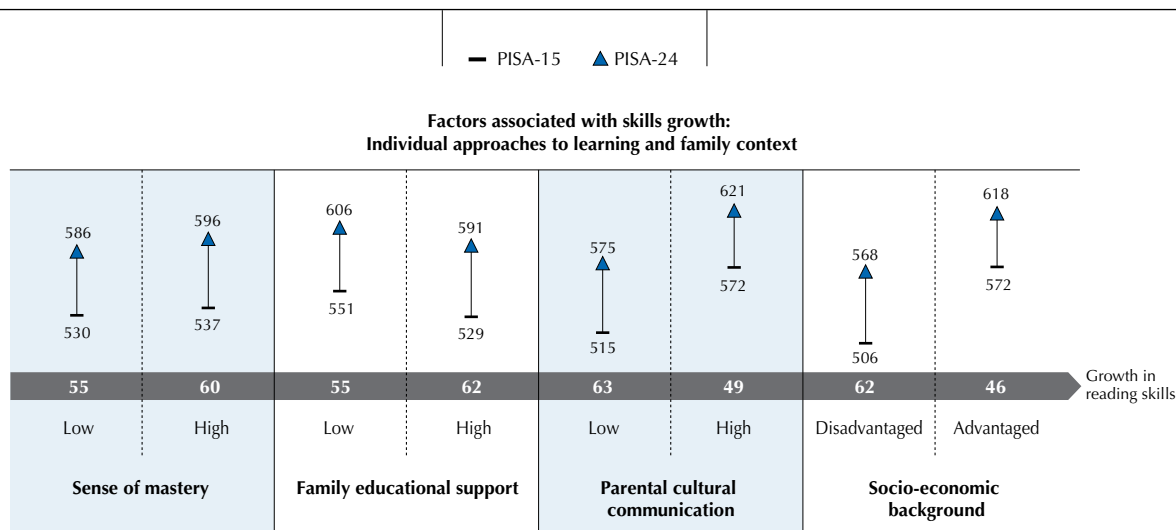 PISA-15 PISA-24
Factors associated with skills growth:
Individual approaches to learning and family context
586 596 606 591 575 621 568 618
530 537 551 529 515 572 506 572
55 60 55 62 63 49 62 46
Growth in
reading skills
Low High Low High Low High Disadvantaged Advantaged
Sense of mastery Family educational support Parental cultural
communication Socio-economic
background